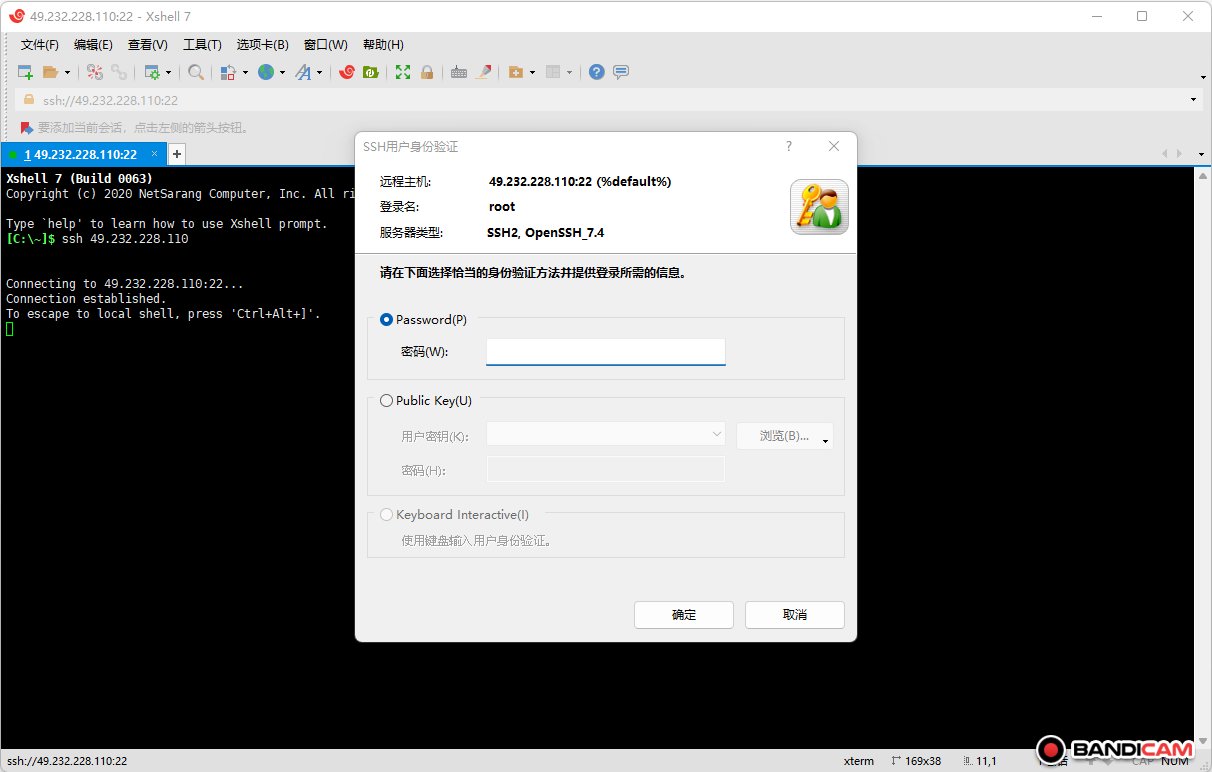 49.232.228.110:22 - Xshell 7
文件(F) 编辑(E) 查看(V) 工具(T) 选项卡(B) 窗口(W) 帮助(H)
ssh://49.232.228.110:22
要添加当前会话，点击左侧的箭头按钮。
1 49.232.228.110:22 × +
Xshell 7 (Build 0063)
Copyright (c) 2020 NetSarang Computer, Inc. All ri
Type `help' to learn how to use Xshell prompt.
[C:\~]$ ssh 49.232.228.110
Connecting to 49.232.228.110:22...
Connection established.
To escape to local shell, press 'Ctrl+Alt+]'.
SSH用户身份验证 ?
远程主机: 49.232.228.110:22 (%default%)
登录名: root
服务器类型: SSH2, OpenSSH_7.4
请在下面选择恰当的身份验证方法并提供登录所需的信息。
Password(P)
密码(W):
Public Key(U)
用户密钥(K): 浏览(B)...
密码(H):
Keyboard Interactive(I)
使用键盘输入用户身份验证。
确定 取消
ssh://49.232.228.110:22 xterm 169x38 11,1 CAP NUM
BANDICAM